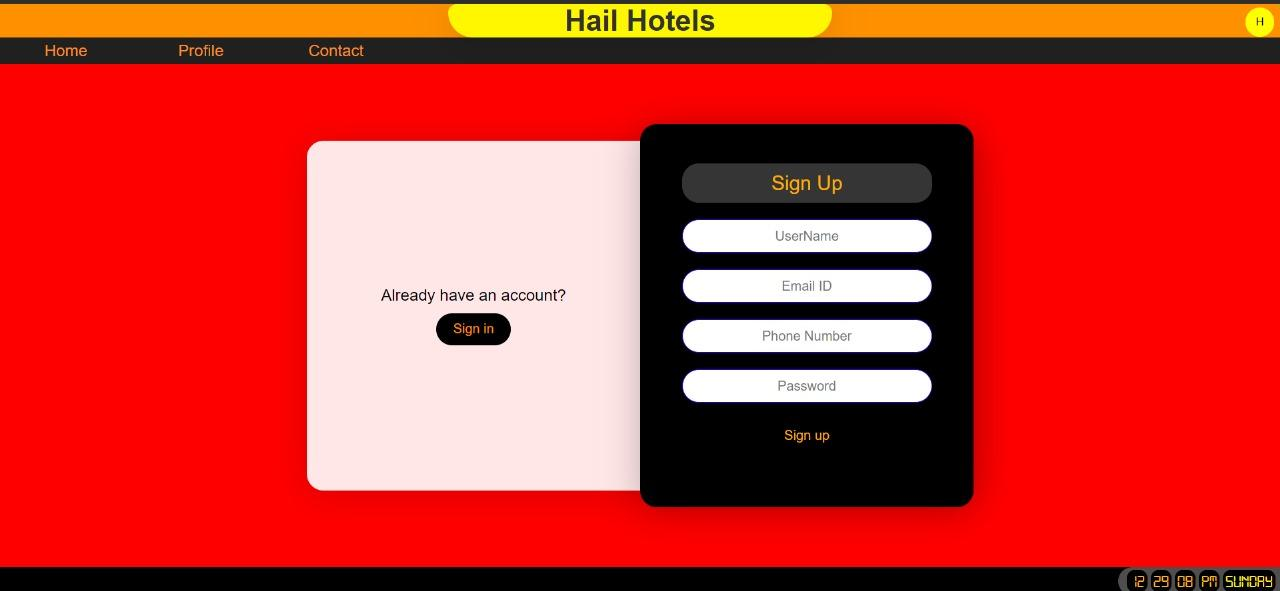 Hail Hotels
H
Home Profile Contact
Sign Up
UserName
Email ID
Phone Number
Password
Sign up
Already have an account?
Sign in
12 29 08 PM SUNDAY